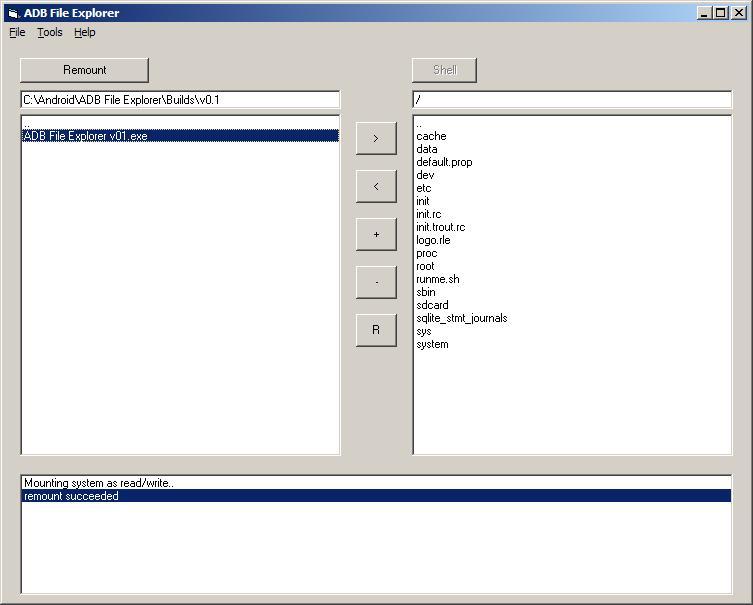 ADB File Explorer
File Tools Help
Remount
Shell
C:\Android\ADB File Explorer\Builds\v0.1
/
..
ADB File Explorer v01.exe
>
<
+
-
R
..
cache
data
default.prop
dev
etc
init
init.rc
init.trout.rc
logo.rle
proc
root
runme.sh
sbin
sdcard
sqlite_stmt_journals
sys
system
Mounting system as read/write..
remount succeeded